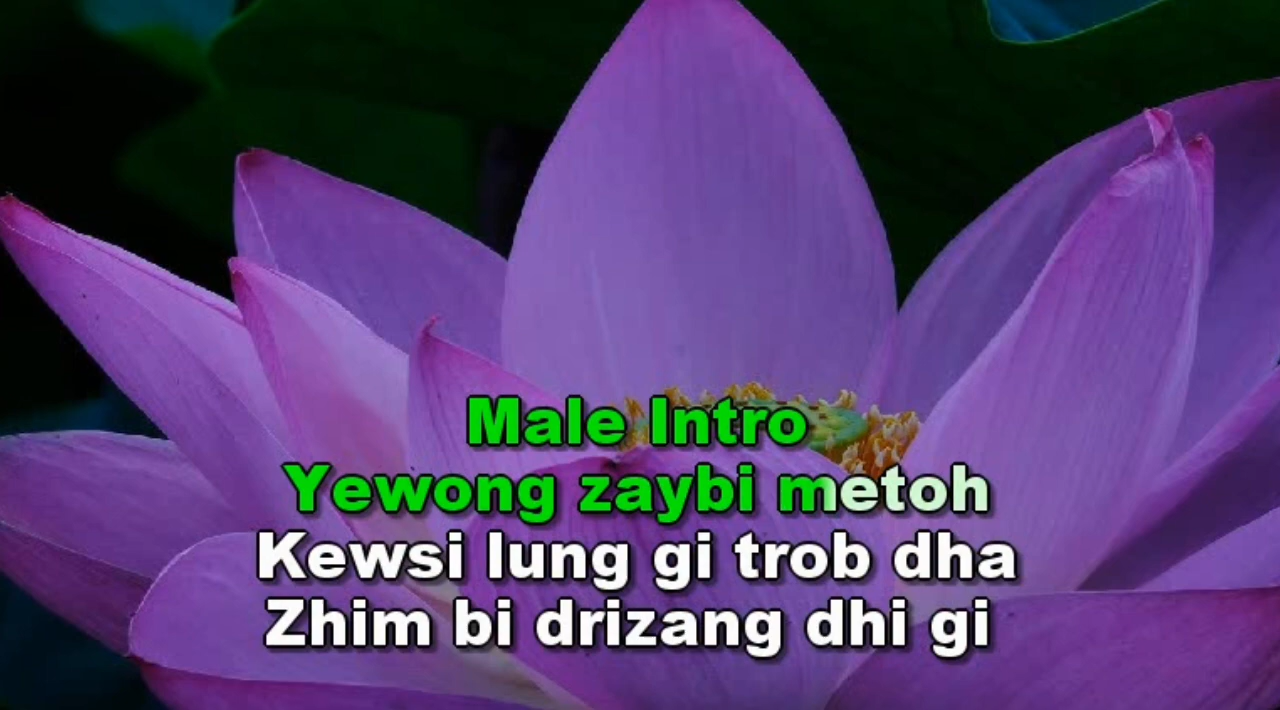 Male Intro
Yewong zaybi metoh
Kewsi lung gi trob dha
Zhim bi drizang dhi gi